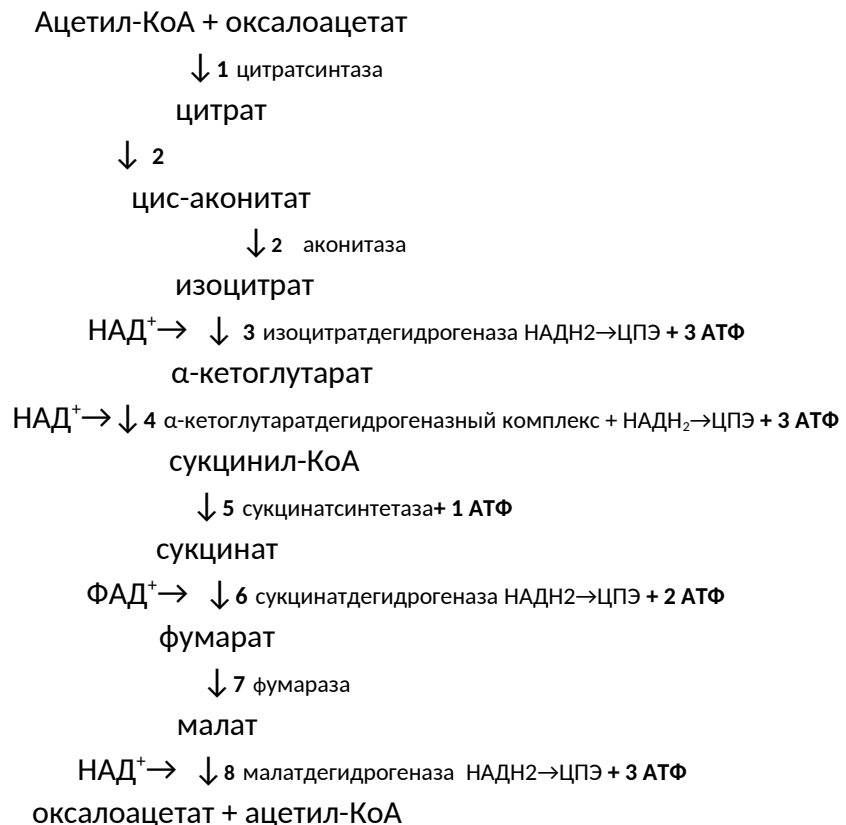 Ацетил-КоА + оксалоацетат
↓ 1 цитратсинтаза
цитрат
↓ 2
цис-аконитат
↓ 2 аконитаза
изоцитрат
НАД⁺→ ↓ 3 изоцитратдегидрогеназа НАДН2→ЦПЭ + 3 АТФ
α-кетоглутарат
НАД⁺→ ↓ 4 α-кетоглутаратдегидрогеназный комплекс + НАДН₂→ЦПЭ + 3 АТФ
сукцинил-КоА
↓ 5 сукцинатсинтетаза+ 1 АТФ
сукцинат
ФАД⁺→ ↓ 6 сукцинатдегидрогеназа НАДН2→ЦПЭ + 2 АТФ
фумарат
↓ 7 фумараза
малат
НАД⁺→ ↓ 8 малатдегидрогеназа НАДН2→ЦПЭ + 3 АТФ
оксалоацетат + ацетил-КоА